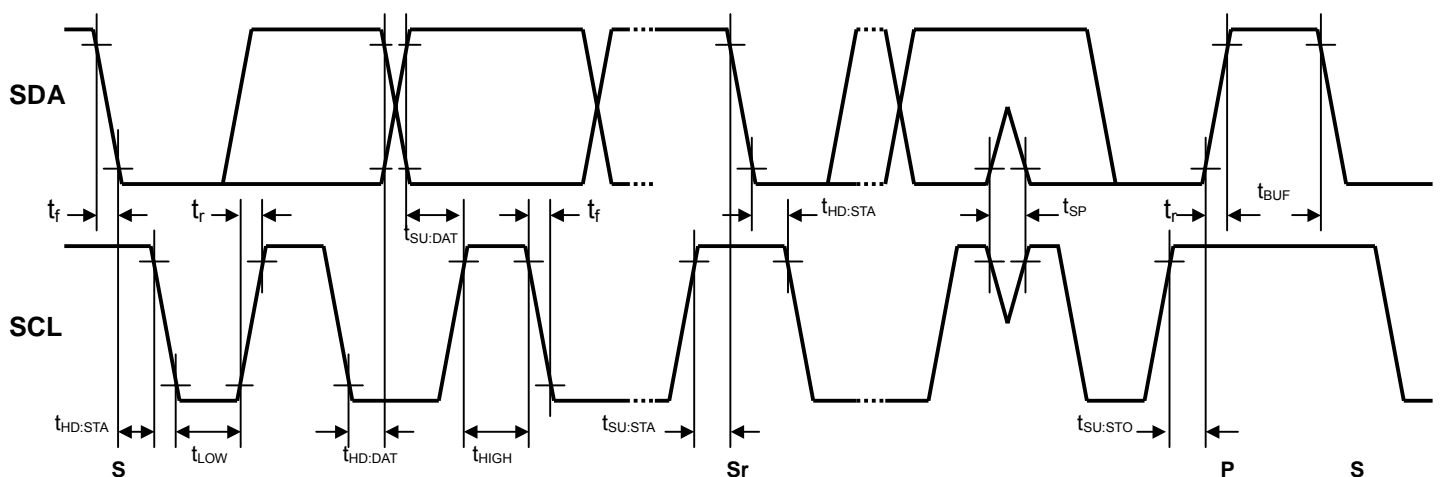 SDA
tf
tr
tSU:DAT
tf
tHD:STA
tSP
tr
tBUF
SCL
tHD:STA
tLOW
tHD:DAT
tHIGH
tSU:STA
tSU:STO
S
Sr
P
S